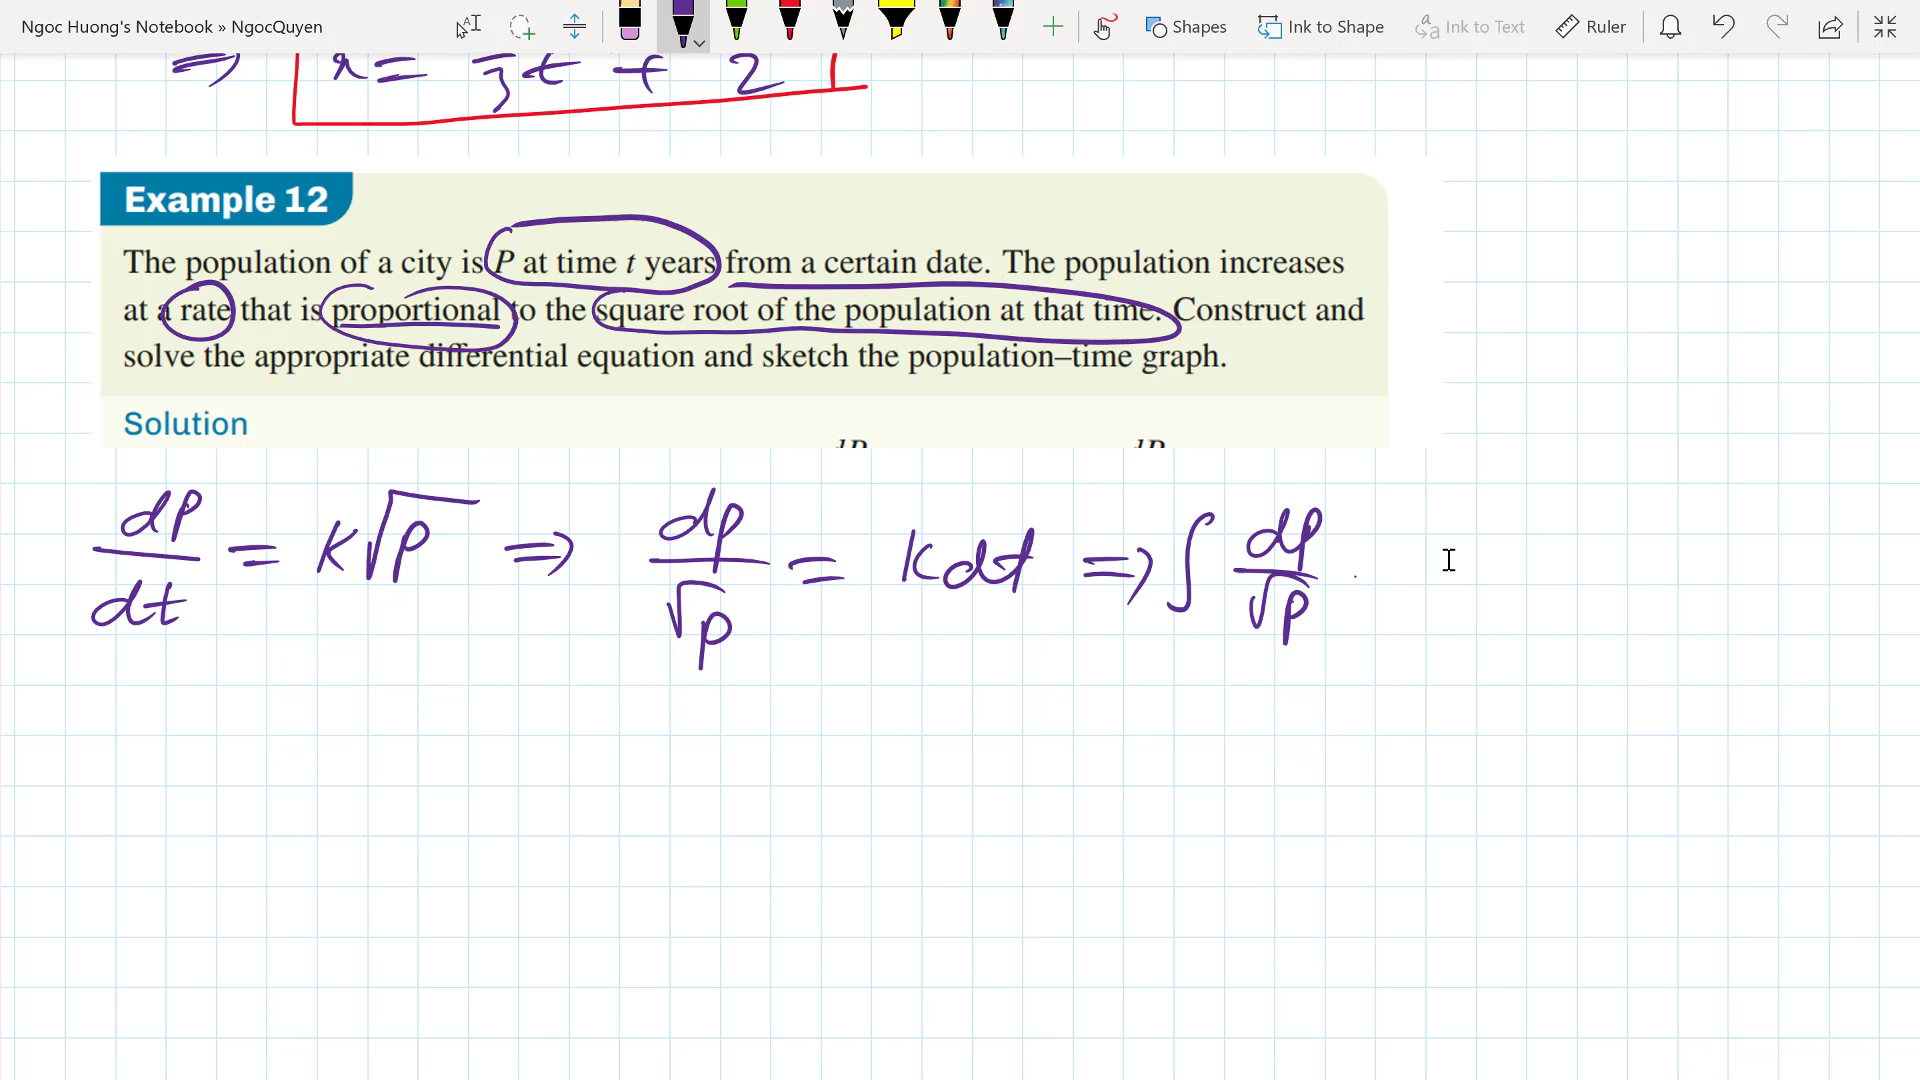 Ngoc Huong's Notebook » NgocQuyen
Shapes Ink to Shape Ink to Text Ruler
⇒ x = t + 2
Example 12
The population of a city is P at time t years from a certain date. The population increases
at a rate that is proportional to the square root of the population at that time. Construct and
solve the appropriate differential equation and sketch the population–time graph.
Solution
dP dP
dP/dt = K√P ⇒ dp/√p = K dt ⇒ ∫ dp/√p